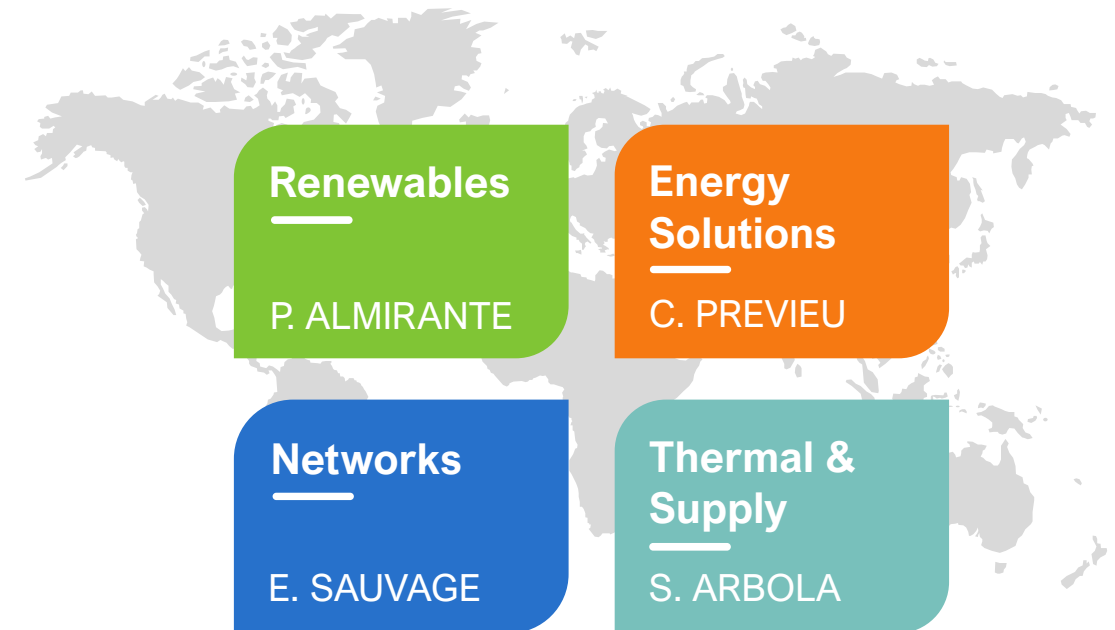 Renewables
P. ALMIRANTE
Energy
Solutions
C. PREVIEU
Networks
E. SAUVAGE
Thermal &
Supply
S. ARBOLA